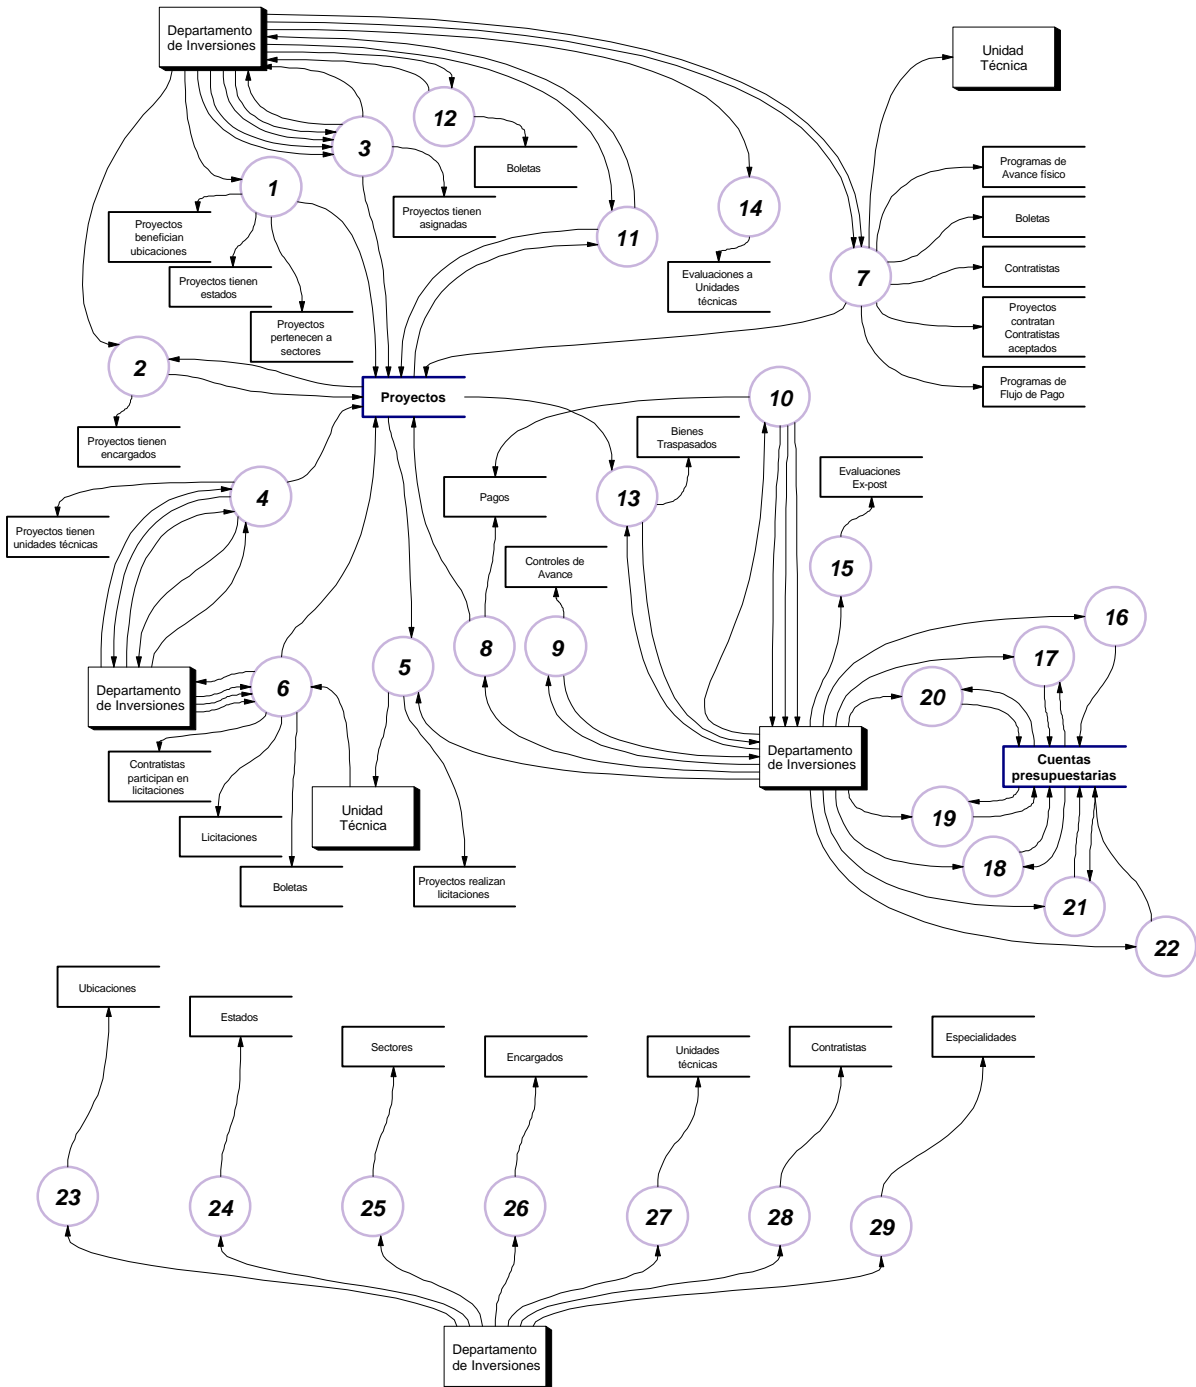 Departamento
de Inversiones
Unidad
Técnica
12
3
Boletas
1
Proyectos tienen
asignadas
14
11
Programas de
Avance físico
Boletas
Contratistas
Proyectos
contratan
Contratistas
aceptados
Programas de
Flujo de Pago
7
Proyectos
benefician
ubicaciones
Proyectos tienen
estados
Proyectos
pertenecen a
sectores
Evaluaciones a
Unidades
técnicas
2
Proyectos
10
Proyectos tienen
encargados
Bienes
Traspasados
Evaluaciones
Ex-post
4
Pagos
13
Proyectos tienen
unidades técnicas
Controles de
Avance
15
16
5
8
9
17
Departamento
de Inversiones
6
20
Departamento
de Inversiones
Cuentas
presupuestarias
Contratistas
participan en
licitaciones
Unidad
Técnica
19
Licitaciones
18
Boletas
Proyectos realizan
licitaciones
21
22
Ubicaciones
Estados
Sectores
Encargados
Unidades
técnicas
Contratistas
Especialidades
23
24
25
26
27
28
29
Departamento
de Inversiones